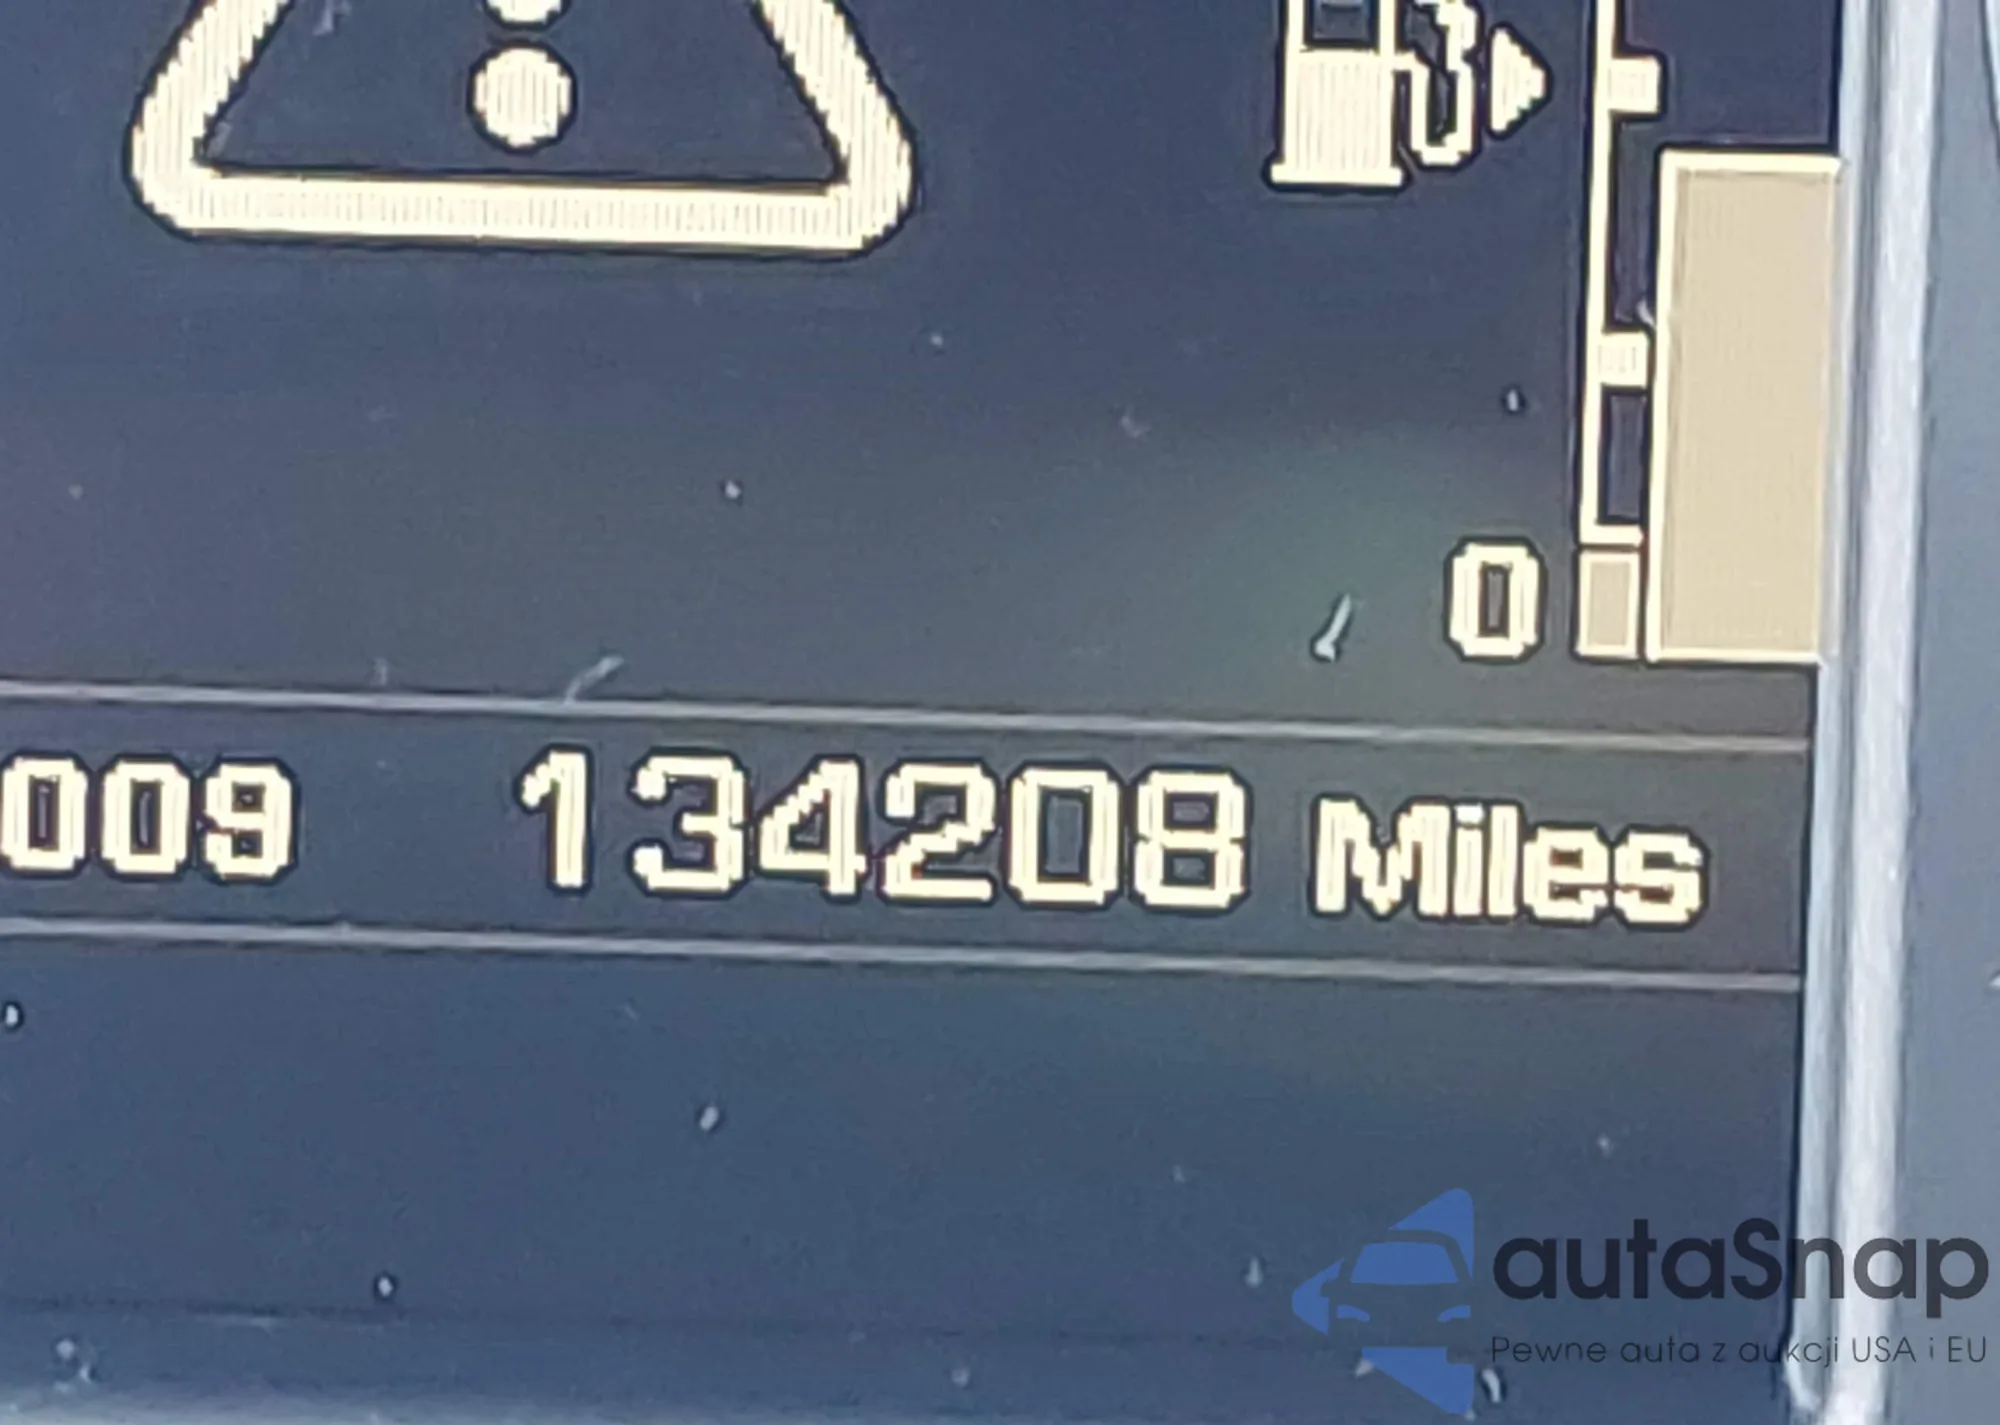 0
009 134208 Miles
autaSnap
Pewne auta z aukcji USA i EU